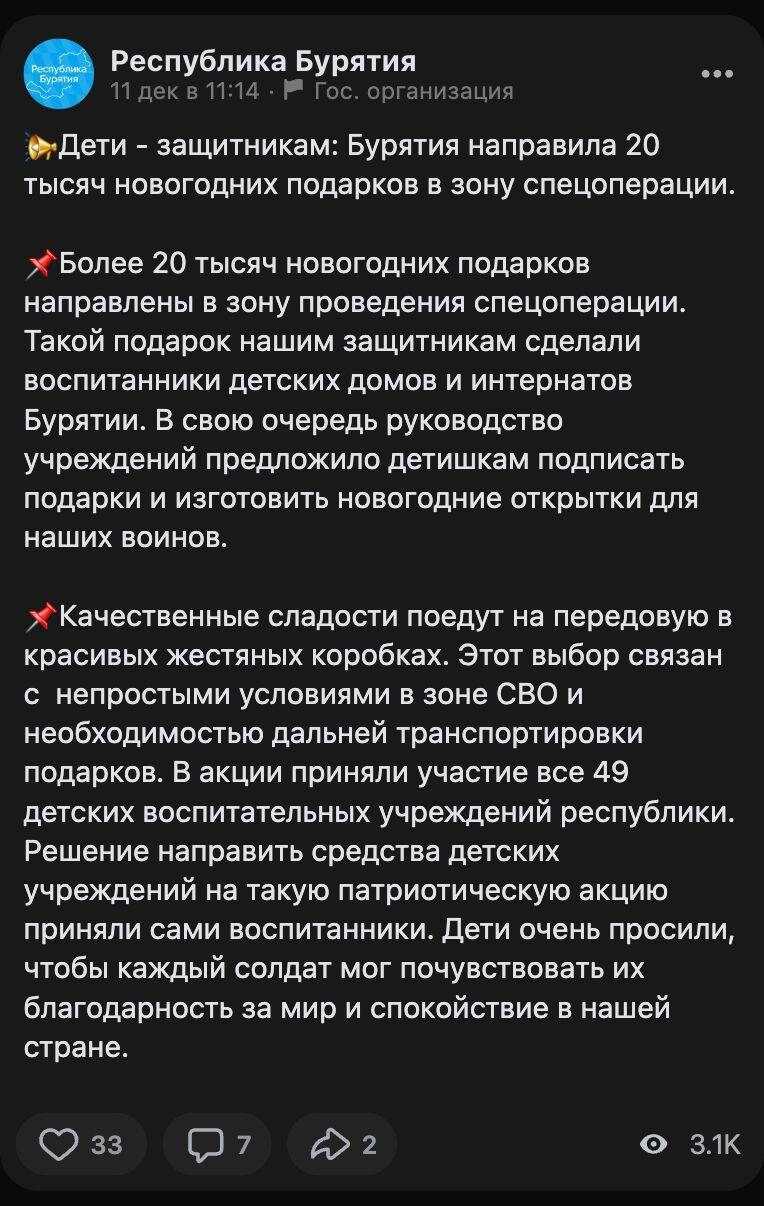 Республика Бурятия
Республика Бурятия
11 дек в 11:14 · Гос. организация
Дети - защитникам: Бурятия направила 20
тысяч новогодних подарков в зону спецоперации.
Более 20 тысяч новогодних подарков
направлены в зону проведения спецоперации.
Такой подарок нашим защитникам сделали
воспитанники детских домов и интернатов
Бурятии. В свою очередь руководство
учреждений предложило детишкам подписать
подарки и изготовить новогодние открытки для
наших воинов.
Качественные сладости поедут на передовую в
красивых жестяных коробках. Этот выбор связан
с  непростыми условиями в зоне СВО и
необходимостью дальней транспортировки
подарков. В акции приняли участие все 49
детских воспитательных учреждений республики.
Решение направить средства детских
учреждений на такую патриотическую акцию
приняли сами воспитанники. Дети очень просили,
чтобы каждый солдат мог почувствовать их
благодарность за мир и спокойствие в нашей
стране.
33 7 2 3.1K